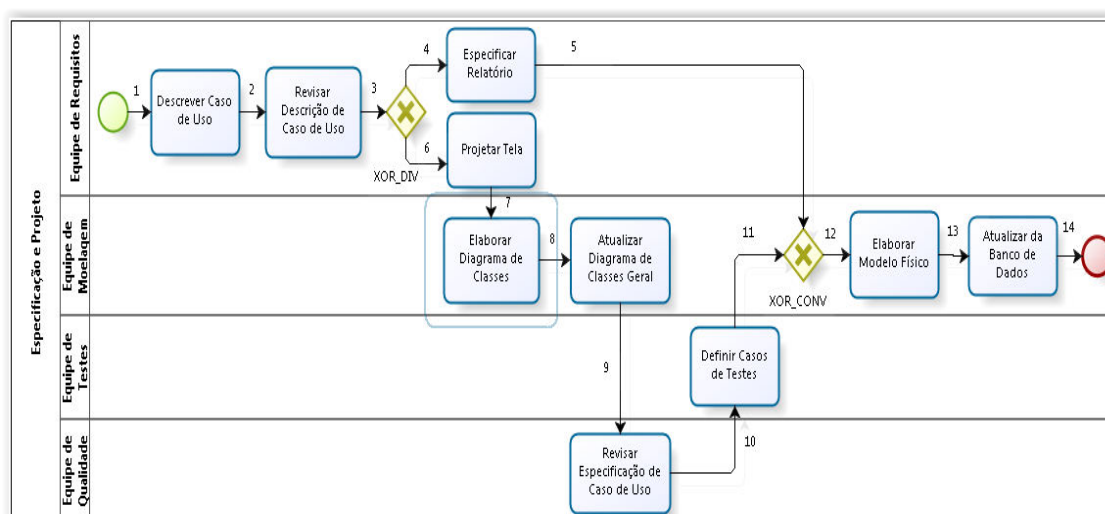 Especificação e Projeto
Equipe de Requisitos
1
Descrever Caso
de Uso
2
Revisar
Descrição de
Caso de Uso
3
XOR_DIV
4
Especificar
Relatório
5
6
Projetar Tela
7
Equipe de
Moelagem
Elaborar
Diagrama de
Classes
8
Atualizar
Diagrama de
Classes Geral
11
XOR_CONV
12
Elaborar
Modelo Físico
13
Atualizar da
Banco de
Dados
14
Equipe de
Testes
9
Definir Casos
de Testes
Equipe de
Qualidade
Revisar
Especificação de
Caso de Uso
10